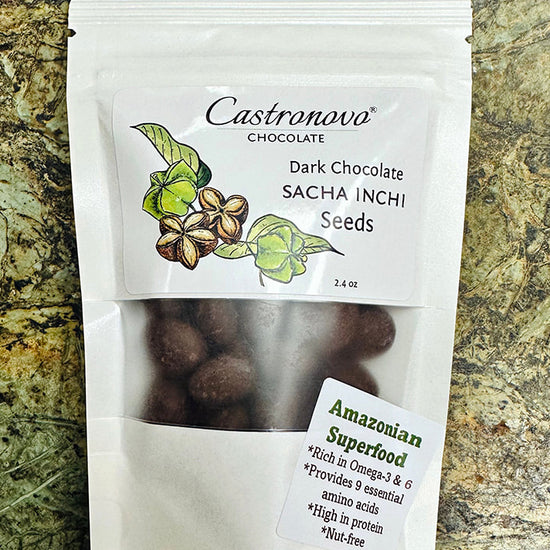 Castronovo®
CHOCOLATE
Dark Chocolate
SACHA INCHI
Seeds
2.4 oz
Amazonian
Superfood
*Rich in Omega-3 & 6
*Provides 9 essential
amino acids
*High in protein
*Nut-free